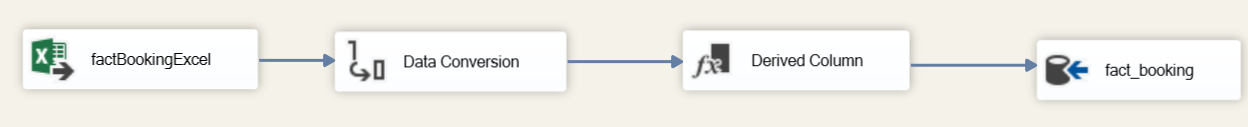 factBookingExcel
Data Conversion
Derived Column
fact_booking